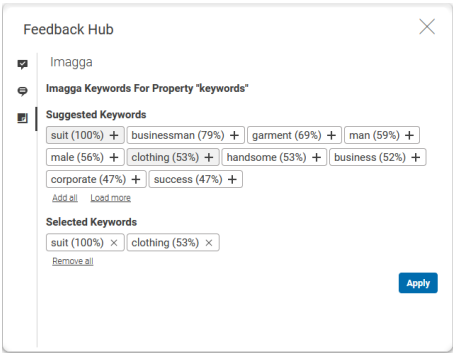 Feedback Hub
Imagga
Imagga Keywords For Property "keywords"
Suggested Keywords
suit (100%) + businessman (79%) + garment (69%) + man (59%) +
male (56%) + clothing (53%) + handsome (53%) + business (52%) +
corporate (47%) + success (47%) +
Add all Load more
Selected Keywords
suit (100%) × clothing (53%) ×
Remove all
Apply